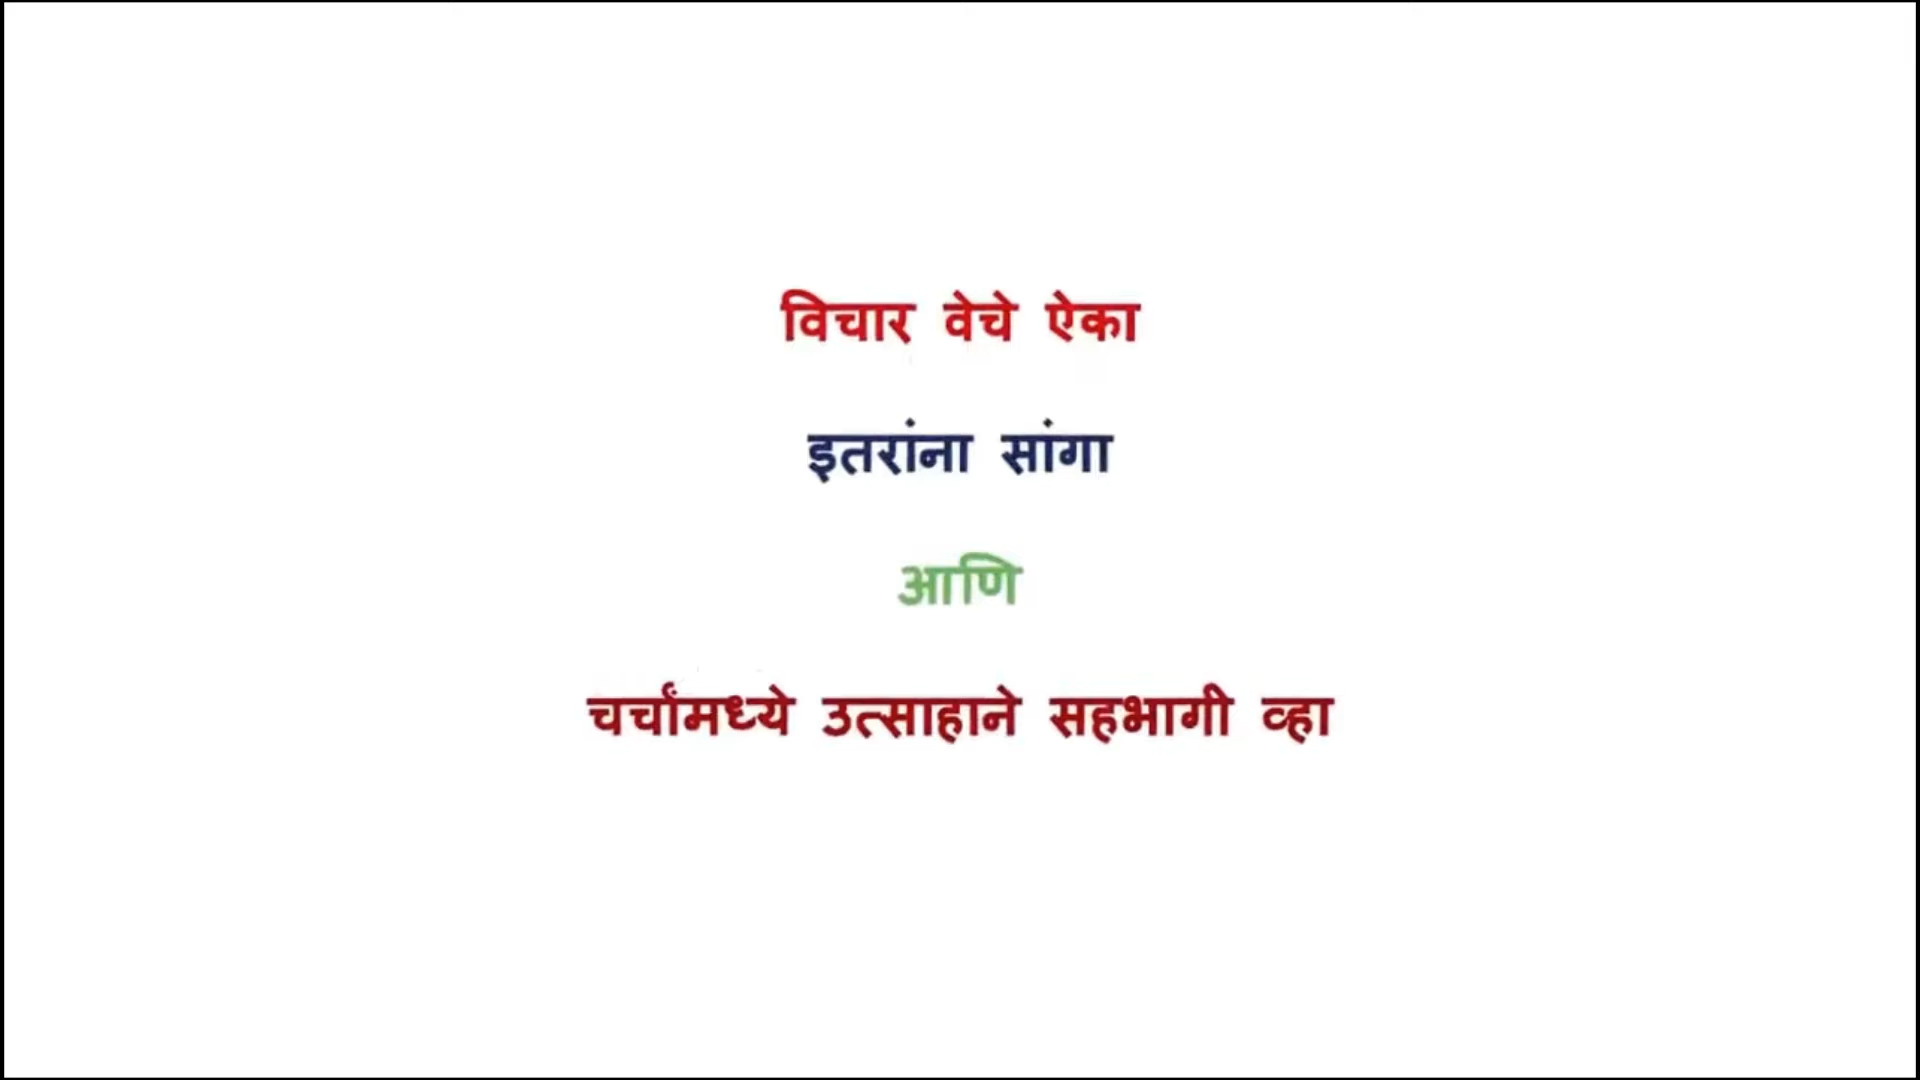 विचार वेचे ऐका
इतरांना सांगा
आणि
चर्चांमध्ये उत्साहाने सहभागी व्हा